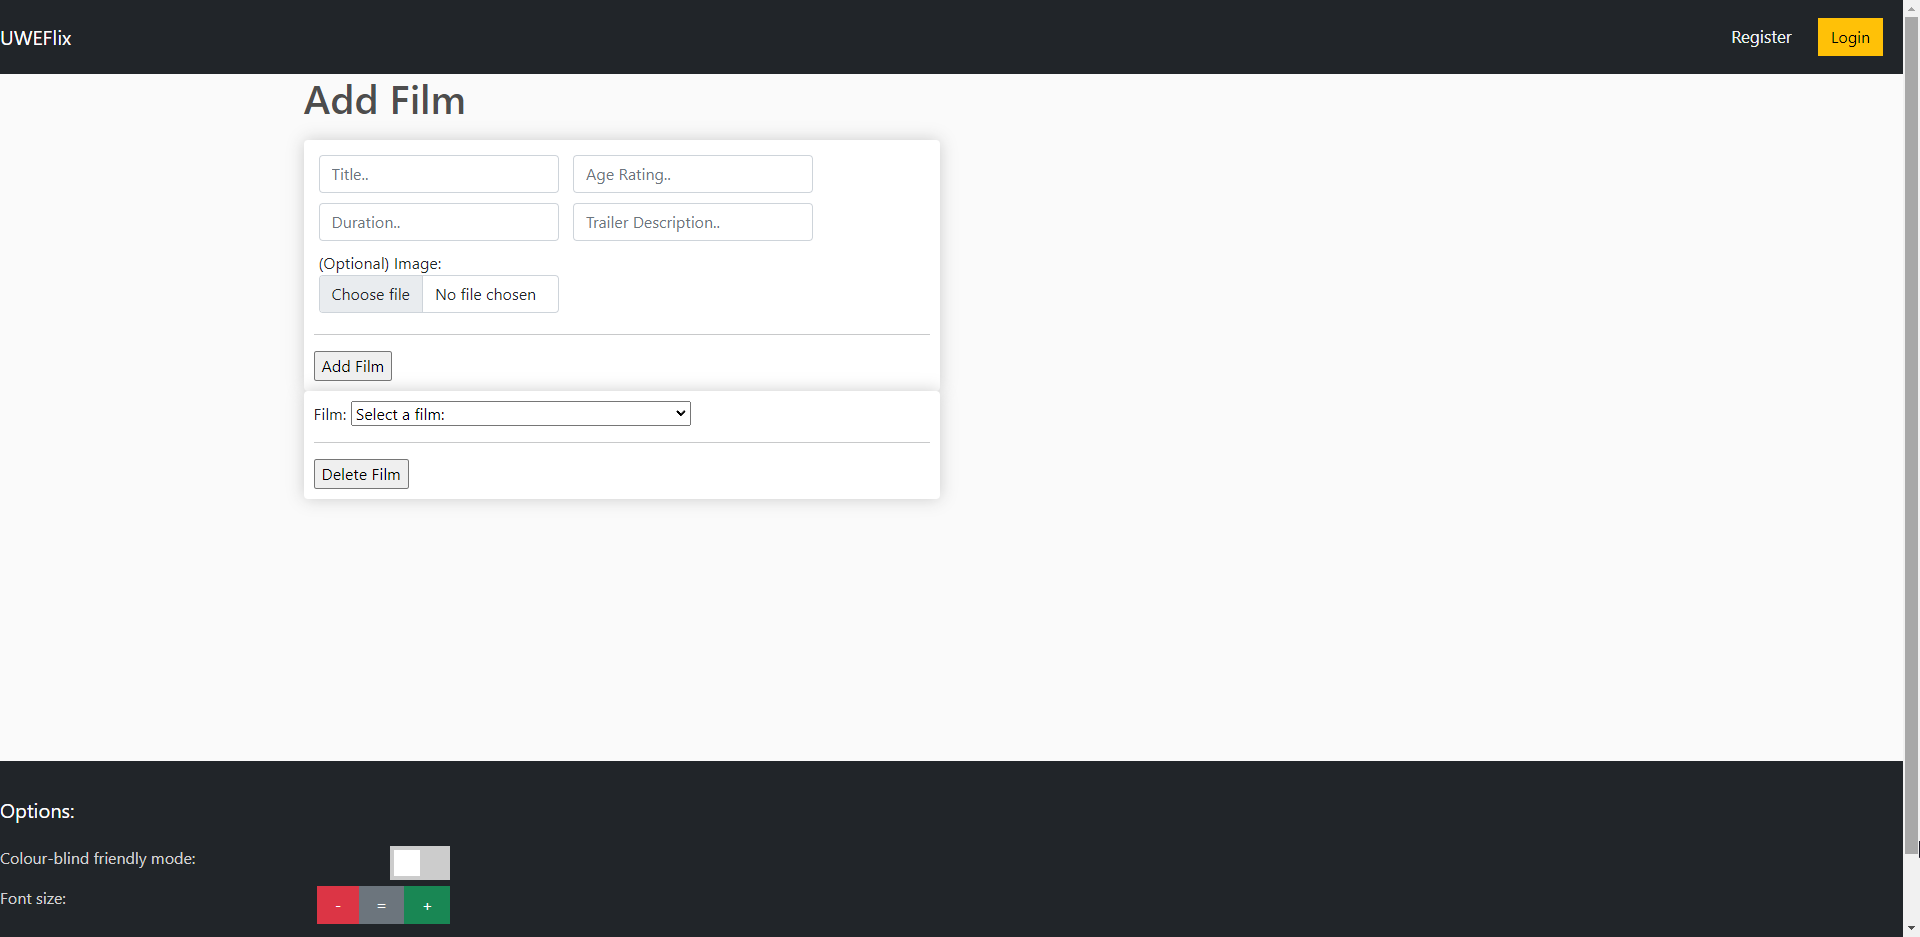 UWEFlix
Register
Login
Add Film
Title..
Age Rating..
Duration..
Trailer Description..
(Optional) Image:
Choose file
No file chosen
Add Film
Film: Select a film:
Delete Film
Options:
Colour-blind friendly mode:
Font size:
- = +